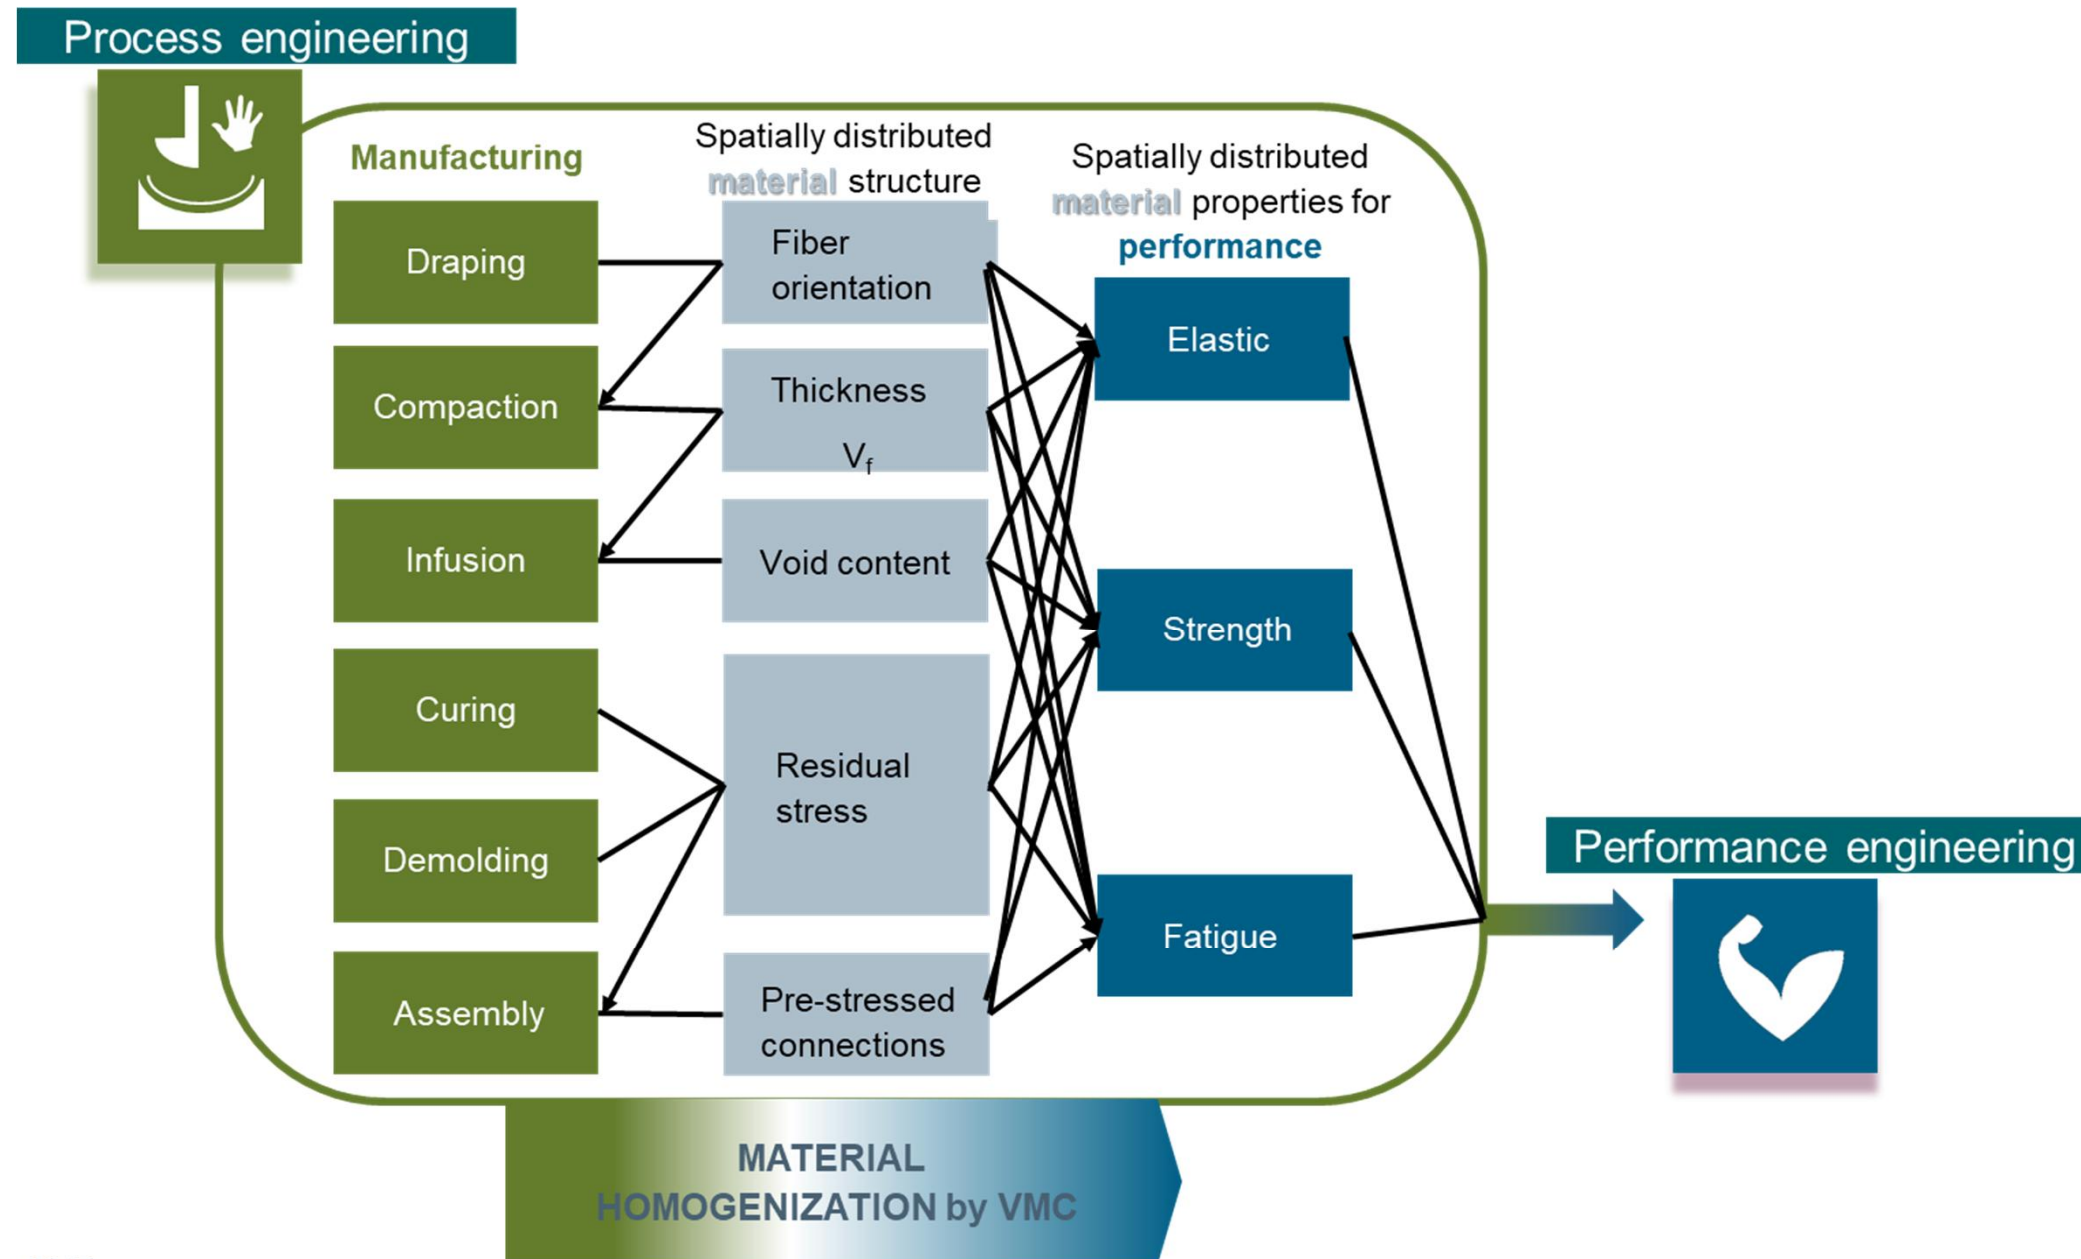 Process engineering
Manufacturing
Spatially distributed
material structure
Spatially distributed
material properties for
performance
Draping
Fiber
orientation
Elastic
Compaction
Thickness
Vf
Infusion
Void content
Strength
Curing
Residual
stress
Demolding
Performance engineering
Fatigue
Assembly
Pre-stressed
connections
MATERIAL
HOMOGENIZATION by VMC